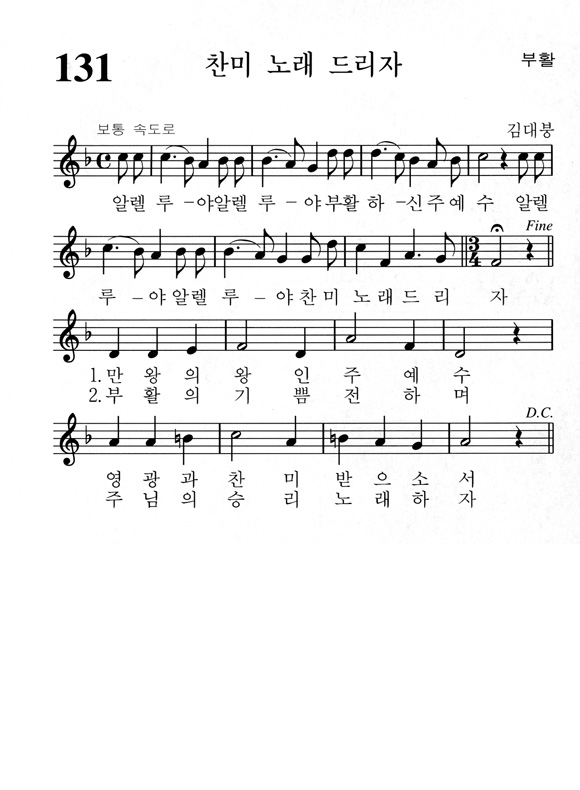 131 찬미 노래 드리자 부활
보통 속도로 김대붕
알렐 루 -야알렐 루 -야부활 하 -신주예 수 알렐
Fine
3
4
루 -야알렐 루 -야찬미 노래드리 자
1.만 왕의왕 인주예수
2.부 활의기 쁨전하며
D.C.
영광과찬 미받으소서
주님의승 리노래하자